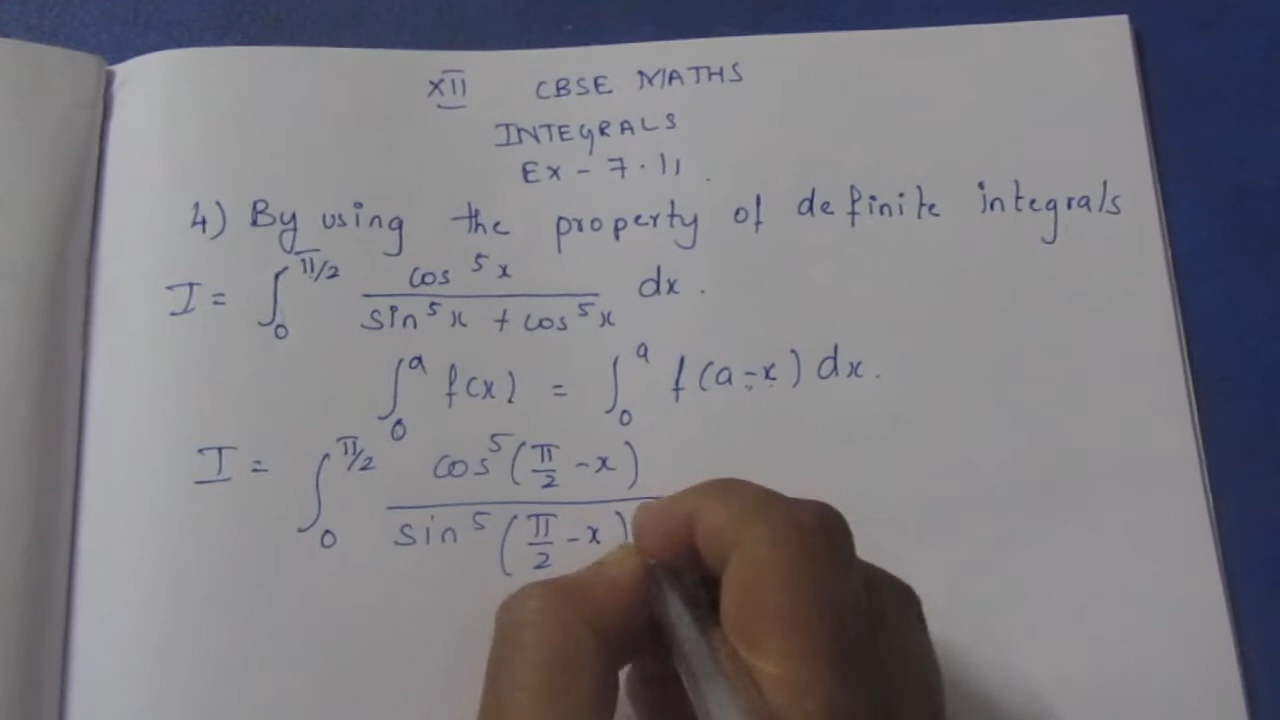 XII CBSE MATHS
INTEGRALS
Ex - 7.11.
4) By using the property of definite integrals
I = ∫₀^π/2 cos⁵x / (sin⁵x + cos⁵x) dx.
∫₀^a f(x) = ∫₀^a f(a-x) dx.
I = ∫₀^π/2 cos⁵(π/2 - x) / sin⁵(π/2 - x)